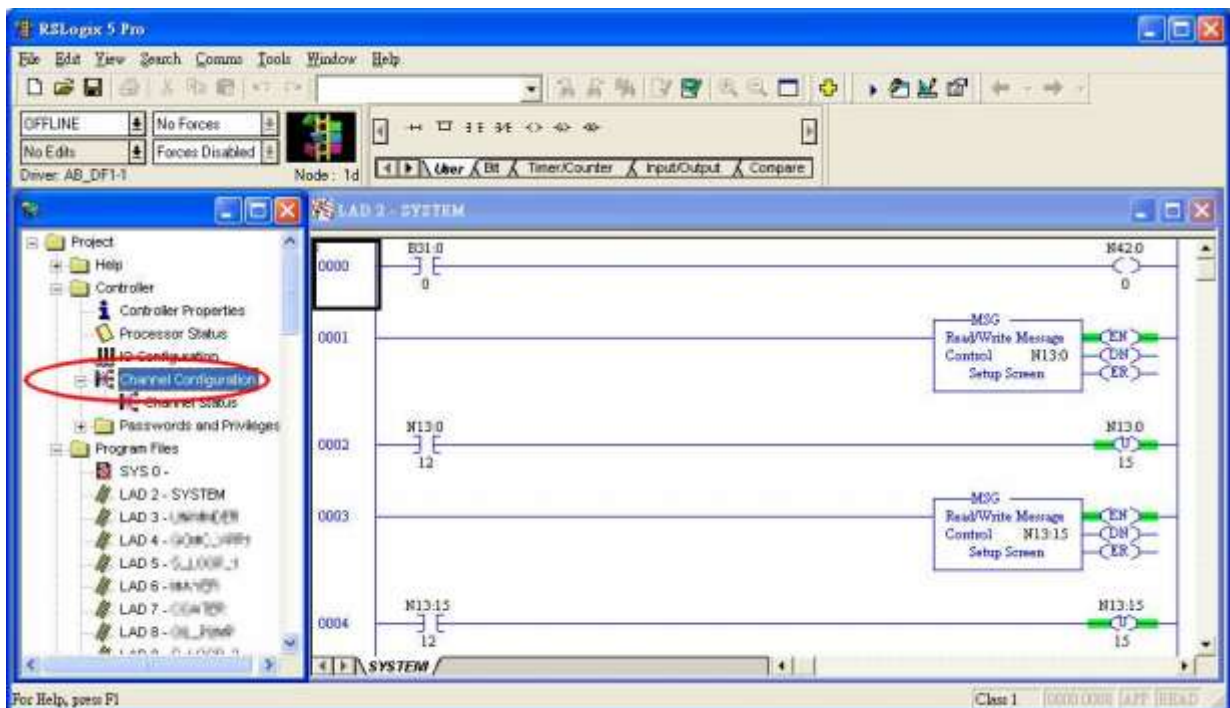 RSLogix 5 Pro
File Edit View Search Comms Tools Window Help
OFFLINE No Forces
No Edits Forces Disabled
Driver: AB_DF1-1 Node: 1d
User Bit Timer/Counter Input/Output Compare
LAD 2 - SYSTEM
Project
Help
Controller
Controller Properties
Processor Status
IO Configuration
Channel Configuration
Channel Status
Passwords and Privileges
Program Files
SYS 0 -
LAD 2 - SYSTEM
LAD 3 -
LAD 4 -
LAD 5 -
LAD 6 -
LAD 7 -
LAD 8 -
0000
B31:0
0
N42:0
0
0001
MSG
Read/Write Message
Control N13:0
Setup Screen
EN
DN
ER
0002
N13:0
12
N13:0
U
15
0003
MSG
Read/Write Message
Control N13:15
Setup Screen
EN
DN
ER
0004
N13:15
12
N13:15
U
15
SYSTEM
For Help, press F1
Class 1 0000:0000 APP READ